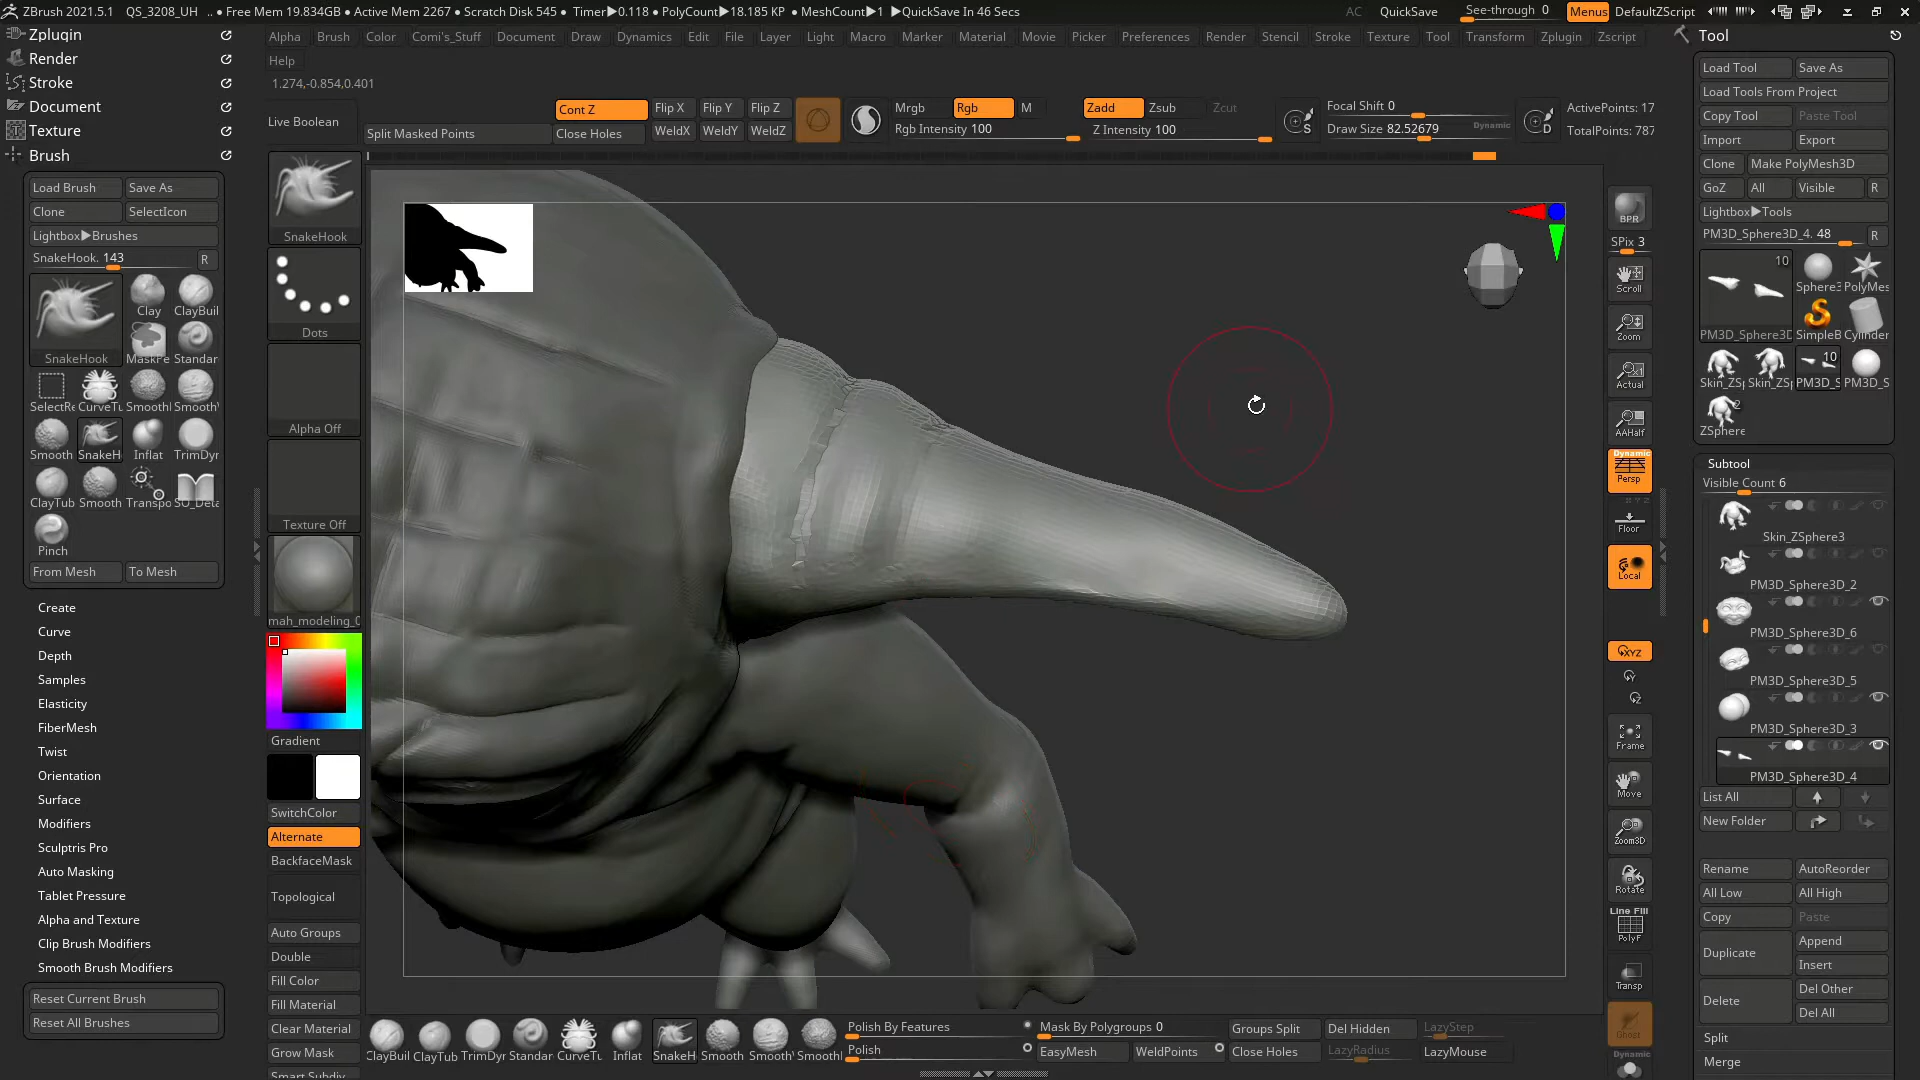 ZBrush 2021.5.1 QS_3208_UH .. ● Free Mem 19.834GB ● Active Mem 2267 ● Scratch Disk 545 ● Timer▶0.118 ● PolyCount▶18.185 KP ● MeshCount▶1 ▶QuickSave In 46 Secs AC QuickSave See-through 0 Menus DefaultZScript
Zplugin
Render
Stroke
Document
Texture
Brush
Load Brush Save As
Clone SelectIcon
Lightbox▶Brushes
SnakeHook. 143 R
Clay ClayBuil
SnakeHook MaskPe Standar
SelectRe CurveTu Smooth SmoothV
Smooth SnakeH Inflat TrimDyr
ClayTub Smooth Transpo SU_Deta
Pinch
From Mesh To Mesh
Create
Curve
Depth
Samples
Elasticity
FiberMesh
Twist
Orientation
Surface
Modifiers
Sculptris Pro
Auto Masking
Tablet Pressure
Alpha and Texture
Clip Brush Modifiers
Smooth Brush Modifiers
Reset Current Brush
Reset All Brushes
Alpha Brush Color Comi's_Stuff Document Draw Dynamics Edit File Layer Light Macro Marker Material Movie Picker Preferences Render Stencil Stroke Texture Tool Transform Zplugin Zscript
Help
1.274,-0.854,0.401
Live Boolean
Split Masked Points
Cont Z
Close Holes
Flip X Flip Y Flip Z
WeldX WeldY WeldZ
Mrgb Rgb M
Rgb Intensity 100
Zadd Zsub Zcut
Z Intensity 100
S
Focal Shift 0
Draw Size 82.52679 Dynamic
D
ActivePoints: 17
TotalPoints: 787
SnakeHook
Dots
Alpha Off
Texture Off
mah_modeling_0
Gradient
SwitchColor
Alternate
BackfaceMask
Topological
Auto Groups
Double
Fill Color
Fill Material
Clear Material
Grow Mask
Smart Subdiv
BPR
SPix 3
Scroll
Zoom
Actual
AAHalf
Dynamic
Persp
Floor
Local
XYZ
Y
Z
Frame
Move
Zoom3D
Rotate
Line Fill
PolyF
Transp
Ghost
Dynamic
ClayBuil ClayTub TrimDyr Standar CurveTu Inflat SnakeH Smooth SmoothV Smooth
Polish By Features
Polish
Mask By Polygroups 0
EasyMesh WeldPoints
Groups Split Del Hidden LazyStep
Close Holes LazyRadius LazyMouse
Tool
Load Tool Save As
Load Tools From Project
Copy Tool Paste Tool
Import Export
Clone Make PolyMesh3D
GoZ All Visible R
Lightbox▶Tools
PM3D_Sphere3D_4. 48 R
10
Sphere3 PolyMes
PM3D_Sphere3D SimpleB Cylinder
10
Skin_ZSp Skin_ZSp PM3D_S PM3D_S
2
ZSphere
Subtool
Visible Count 6
Skin_ZSphere3
PM3D_Sphere3D_2
PM3D_Sphere3D_6
PM3D_Sphere3D_5
PM3D_Sphere3D_3
PM3D_Sphere3D_4
List All
New Folder
Rename AutoReorder
All Low All High
Copy Paste
Duplicate Append
Insert
Delete Del Other
Del All
Split
Merge